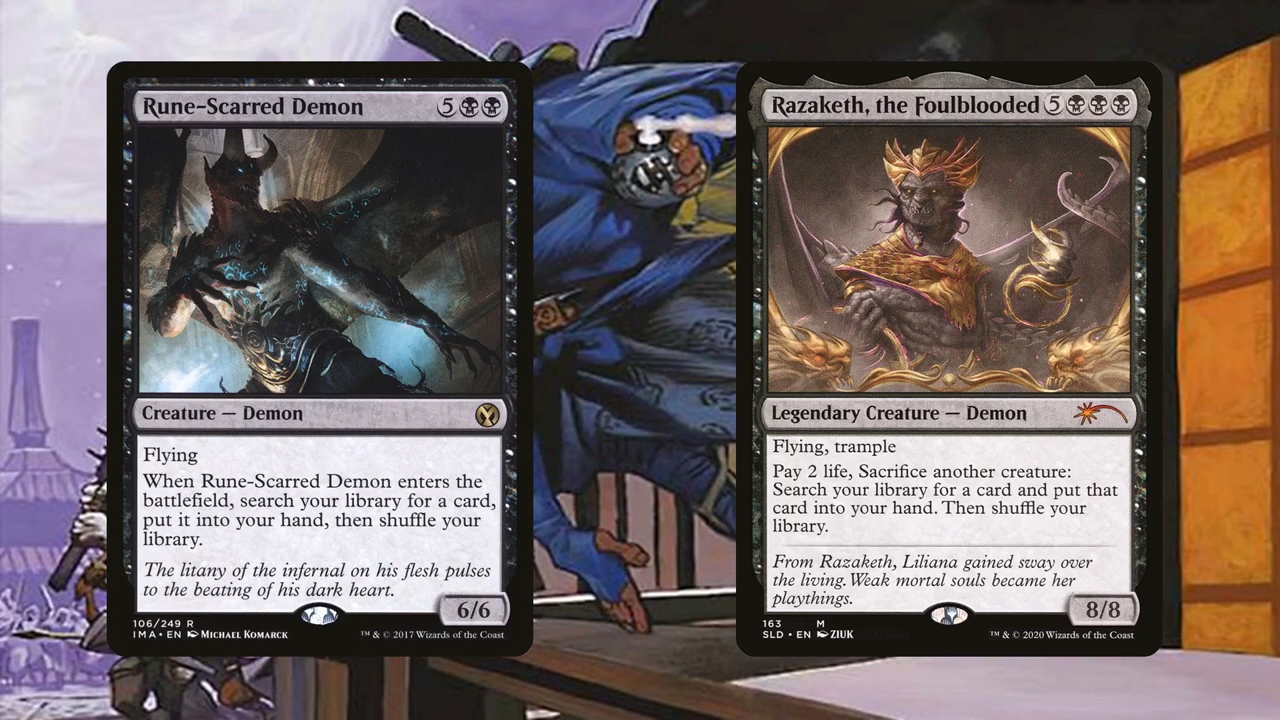 Rune-Scarred Demon 5
Creature — Demon
Flying
When Rune-Scarred Demon enters the
battlefield, search your library for a card,
put it into your hand, then shuffle your
library.
The litany of the infernal on his flesh pulses
to the beating of his dark heart.
6/6
106/249 R
IMA • EN Michael Komarck
™ & © 2017 Wizards of the Coast
Razaketh, the Foulblooded 5
Legendary Creature — Demon
Flying, trample
Pay 2 life, Sacrifice another creature:
Search your library for a card and put that
card into your hand. Then shuffle your
library.
From Razaketh, Liliana gained sway over
the living. Weak mortal souls became her
playthings.
8/8
163 M
SLD • EN ZIUK
™ & © 2020 Wizards of the Coast